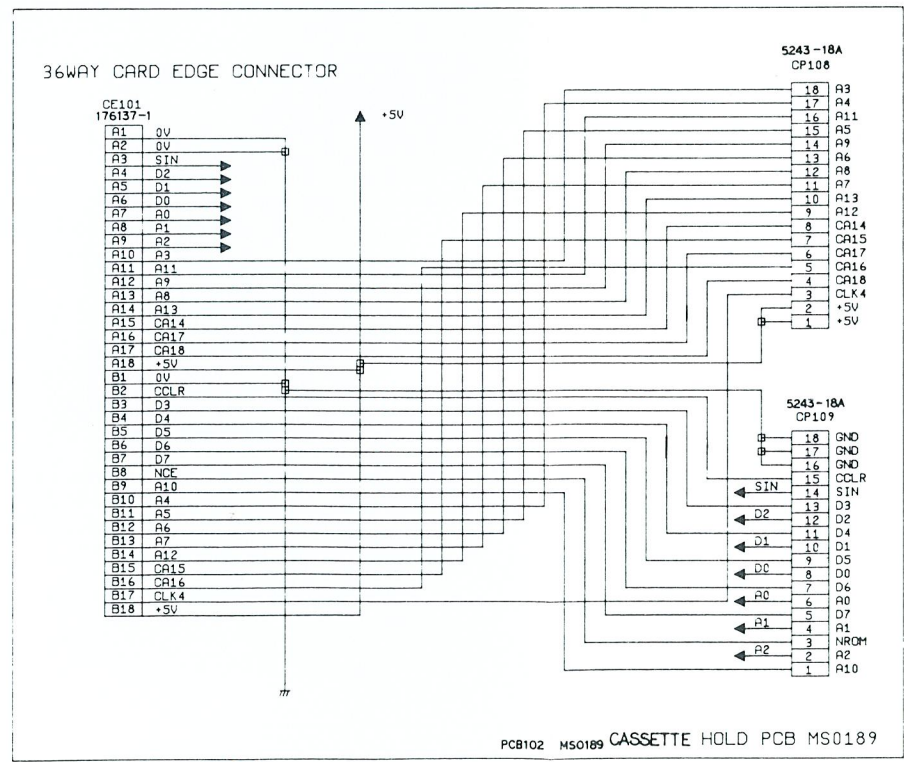 36WAY CARD EDGE CONNECTOR
CE101
176137-1
A1 0V
A2 0V
A3 SIN
A4 D2
A5 D1
A6 D0
A7 A0
A8 A1
A9 A2
A10 A3
A11 A11
A12 A9
A13 A8
A14 A13
A15 CA14
A16 CA17
A17 CA18
A18 +5V
B1 0V
B2 CCLR
B3 D3
B4 D4
B5 D5
B6 D6
B7 D7
B8 NCE
B9 A10
B10 A4
B11 A5
B12 A6
B13 A7
B14 A12
B15 CA15
B16 CA16
B17 CLK4
B18 +5V
+5V
5243-18A
CP108
18 A3
17 A4
16 A11
15 A5
14 A9
13 A6
12 A8
11 A7
10 A13
9 A12
8 CA14
7 CA15
6 CA17
5 CA16
4 CA18
3 CLK4
2 +5V
1 +5V
5243-18A
CP109
18 GND
17 GND
16 GND
15 CCLR
SIN 14 SIN
13 D3
D2 12 D2
11 D4
D1 10 D1
9 D5
D0 8 D0
7 D6
A0 6 A0
5 D7
A1 4 A1
3 NROM
A2 2 A2
1 A10
PCB102 MS0189 CASSETTE HOLD PCB MS0189